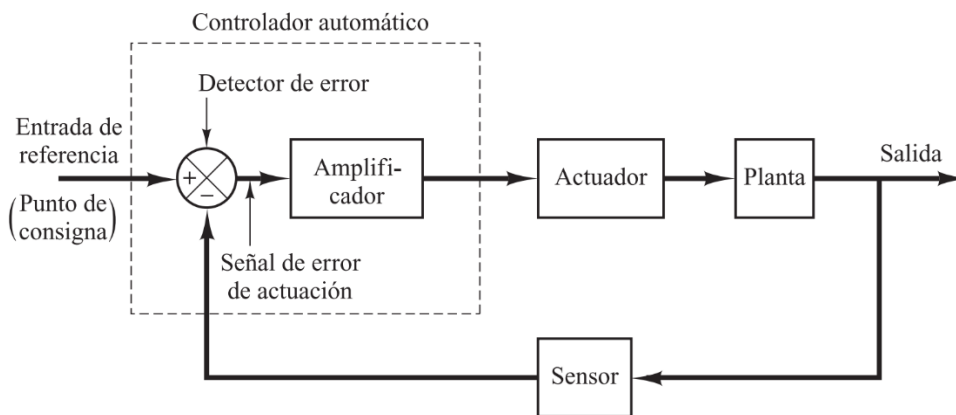 Controlador automático
Detector de error
Entrada de
referencia
(Punto de
consigna)
+
−
Amplifi-
cador
Actuador
Planta
Salida
Señal de error
de actuación
Sensor